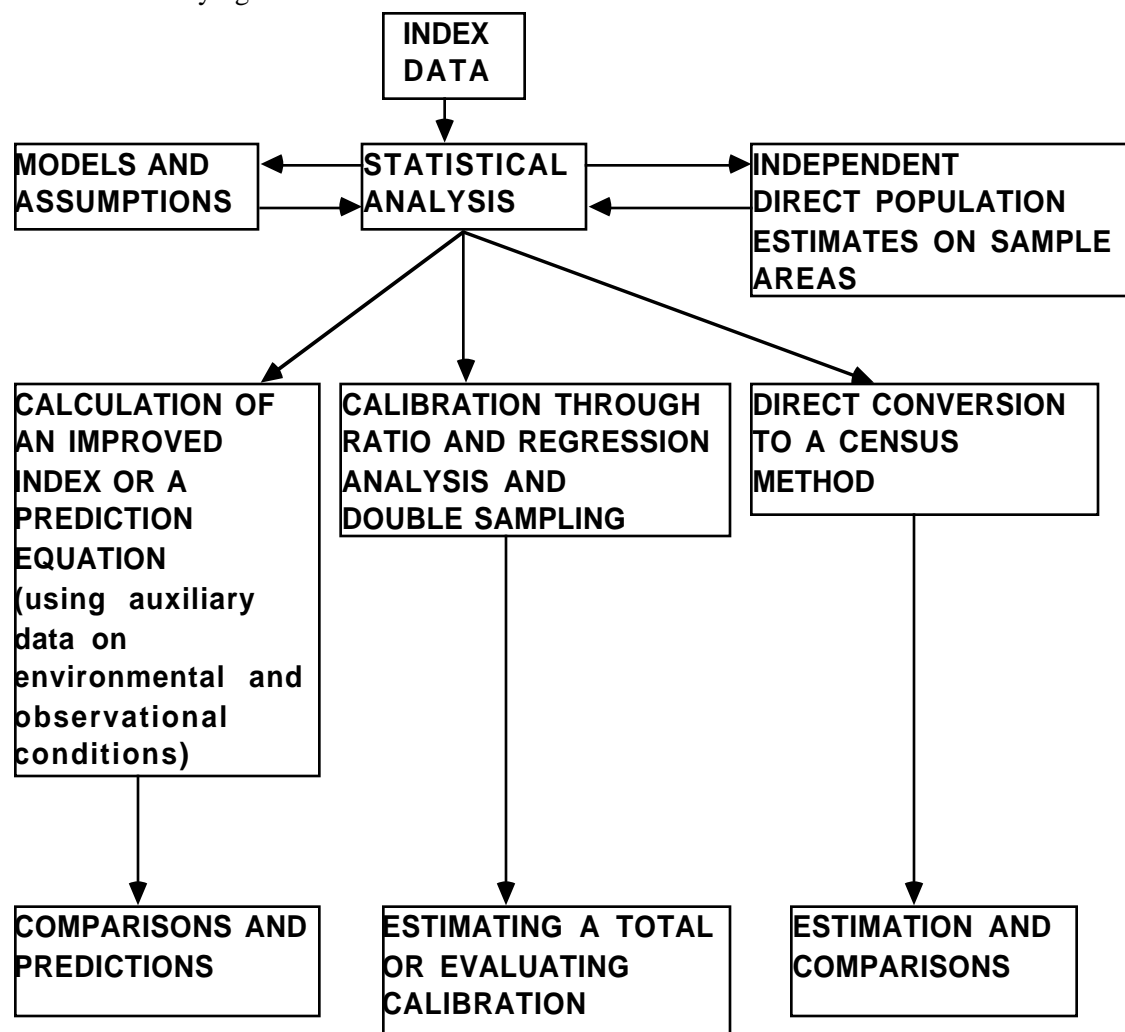 INDEX
DATA
MODELS AND
ASSUMPTIONS
STATISTICAL
ANALYSIS
INDEPENDENT
DIRECT POPULATION
ESTIMATES ON SAMPLE
AREAS
CALCULATION OF
AN IMPROVED
INDEX OR A
PREDICTION
EQUATION
(using auxiliary
data on
environmental and
observational
conditions)
CALIBRATION THROUGH
RATIO AND REGRESSION
ANALYSIS AND
DOUBLE SAMPLING
DIRECT CONVERSION
TO A CENSUS
METHOD
COMPARISONS AND
PREDICTIONS
ESTIMATING A TOTAL
OR EVALUATING
CALIBRATION
ESTIMATION AND
COMPARISONS